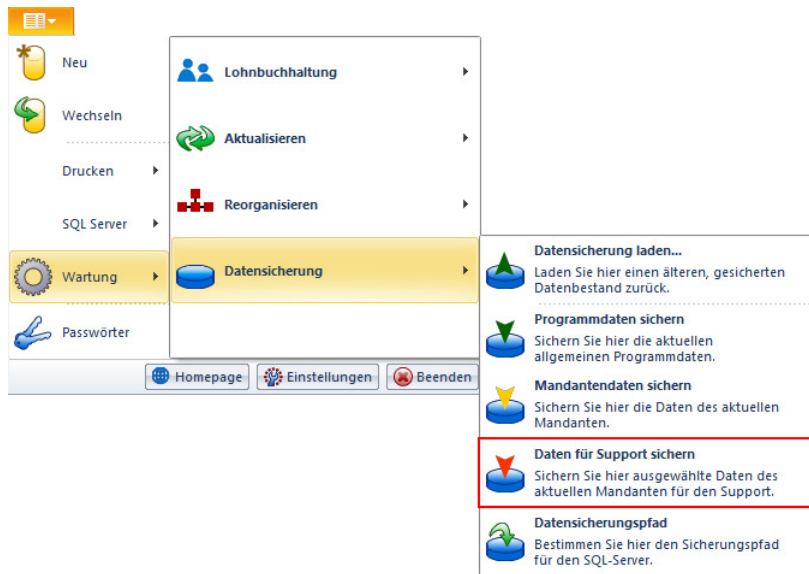 Neu
Wechseln
Drucken
SQL Server
Wartung
Passwörter
Lohnbuchhaltung
Aktualisieren
Reorganisieren
Datensicherung
Homepage
Einstellungen
Beenden
Datensicherung laden...
Laden Sie hier einen älteren, gesicherten
Datenbestand zurück.
Programmdaten sichern
Sichern Sie hier die aktuellen
allgemeinen Programmdaten.
Mandantendaten sichern
Sichern Sie hier die Daten des aktuellen
Mandanten.
Daten für Support sichern
Sichern Sie hier ausgewählte Daten des
aktuellen Mandanten für den Support.
Datensicherungspfad
Bestimmen Sie hier den Sicherungspfad
für den SQL-Server.